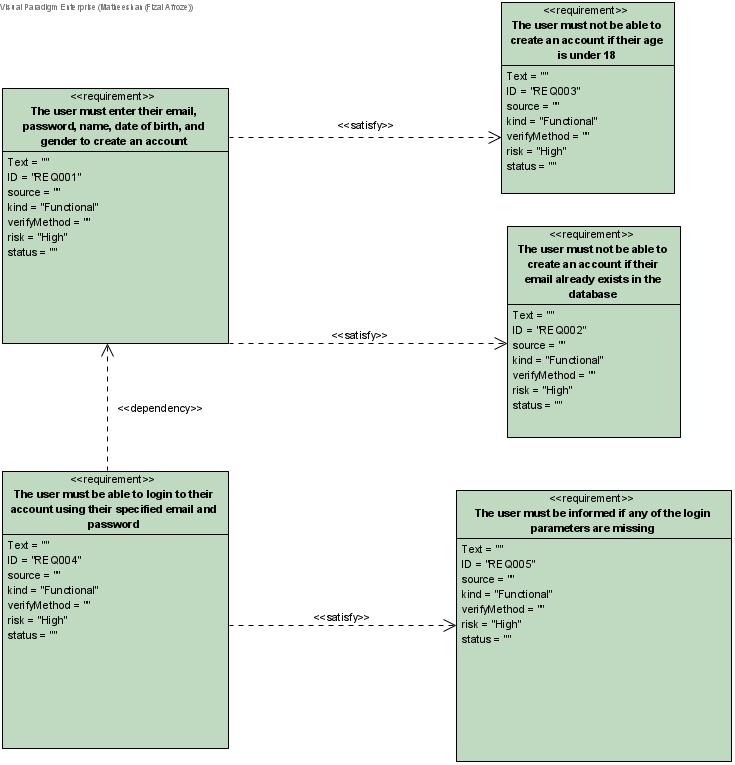 Visual Paradigm Enterprise (Matheeshan (Fizal Afroze))
<<requirement>>
The user must not be able to
create an account if their age
is under 18
Text = ""
ID = "REQ003"
source = ""
kind = "Functional"
verifyMethod = ""
risk = "High"
status = ""
<<requirement>>
The user must enter their email,
password, name, date of birth, and
gender to create an account
Text = ""
ID = "REQ001"
source = ""
kind = "Functional"
verifyMethod = ""
risk = "High"
status = ""
<<satisfy>>
<<requirement>>
The user must not be able to
create an account if their
email already exists in the
database
Text = ""
ID = "REQ002"
source = ""
kind = "Functional"
verifyMethod = ""
risk = "High"
status = ""
<<satisfy>>
<<dependency>>
<<requirement>>
The user must be able to login to their
account using their specified email and
password
Text = ""
ID = "REQ004"
source = ""
kind = "Functional"
verifyMethod = ""
risk = "High"
status = ""
<<satisfy>>
<<requirement>>
The user must be informed if any of the login
parameters are missing
Text = ""
ID = "REQ005"
source = ""
kind = "Functional"
verifyMethod = ""
risk = "High"
status = ""